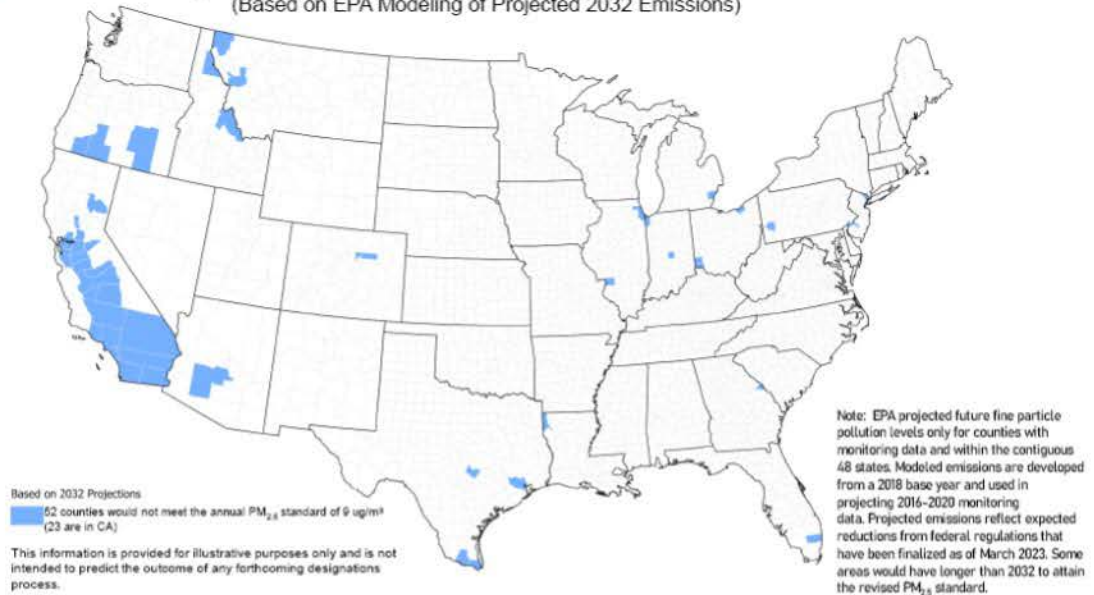 (Based on EPA Modeling of Projected 2032 Emissions)
Note: EPA projected future fine particle
pollution levels only for counties with
monitoring data and within the contiguous
48 states. Modeled emissions are developed
from a 2018 base year and used in
projecting 2016-2020 monitoring
data. Projected emissions reflect expected
reductions from federal regulations that
have been finalized as of March 2023. Some
areas would have longer than 2032 to attain
the revised PM₂.₅ standard.
Based on 2032 Projections
52 counties would not meet the annual PM₂.₅ standard of 9 ug/m³
(23 are in CA)
This information is provided for illustrative purposes only and is not
intended to predict the outcome of any forthcoming designations
process.